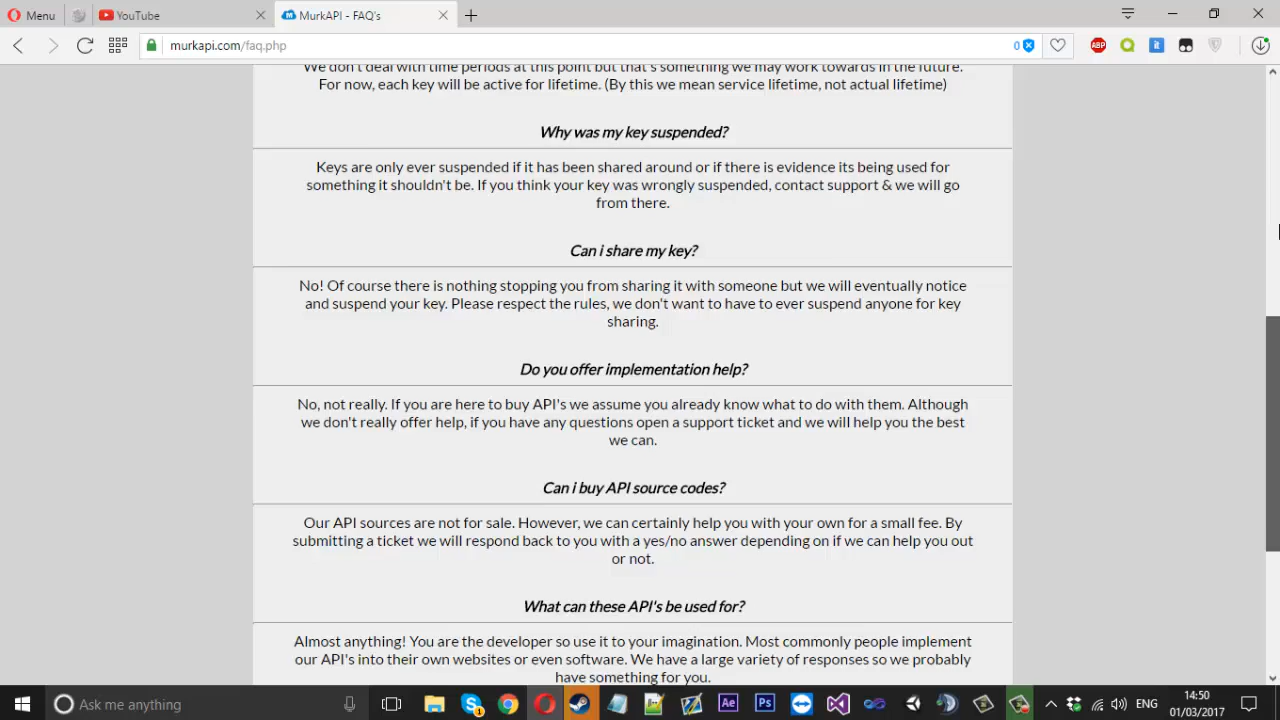 Menu
YouTube
MurkAPI - FAQ's
murkapi.com/faq.php
0
ABP
it
We don't deal with time periods at this point but that's something we may work towards in the future.
For now, each key will be active for lifetime. (By this we mean service lifetime, not actual lifetime)
Why was my key suspended?
Keys are only ever suspended if it has been shared around or if there is evidence its being used for
something it shouldn't be. If you think your key was wrongly suspended, contact support & we will go
from there.
Can i share my key?
No! Of course there is nothing stopping you from sharing it with someone but we will eventually notice
and suspend your key. Please respect the rules, we don't want to have to ever suspend anyone for key
sharing.
Do you offer implementation help?
No, not really. If you are here to buy API's we assume you already know what to do with them. Although
we don't really offer help, if you have any questions open a support ticket and we will help you the best
we can.
Can i buy API source codes?
Our API sources are not for sale. However, we can certainly help you with your own for a small fee. By
submitting a ticket we will respond back to you with a yes/no answer depending on if we can help you out
or not.
What can these API's be used for?
Almost anything! You are the developer so use it to your imagination. Most commonly people implement
our API's into their own websites or even software. We have a large variety of responses so we probably
have something for you.
Ask me anything
1
Ae
Ps
ENG
14:50
01/03/2017